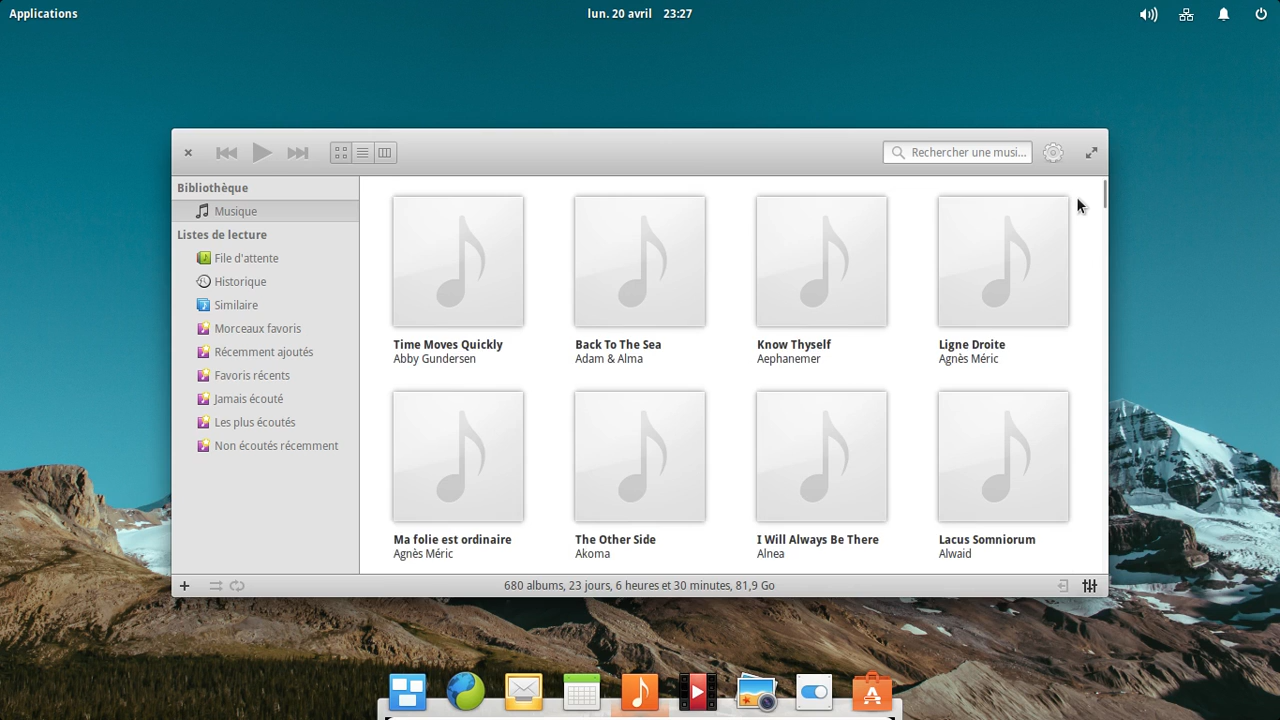 Applications
lun. 20 avril 23:27
Rechercher une musi...
Bibliothèque
Musique
Listes de lecture
File d'attente
Historique
Similaire
Morceaux favoris
Récemment ajoutés
Favoris récents
Jamais écouté
Les plus écoutés
Non écoutés récemment
Time Moves Quickly
Abby Gundersen
Back To The Sea
Adam & Alma
Know Thyself
Aephanemer
Ligne Droite
Agnès Méric
Ma folie est ordinaire
Agnès Méric
The Other Side
Akoma
I Will Always Be There
Alnea
Lacus Somniorum
Alwaid
680 albums, 23 jours, 6 heures et 30 minutes, 81,9 Go